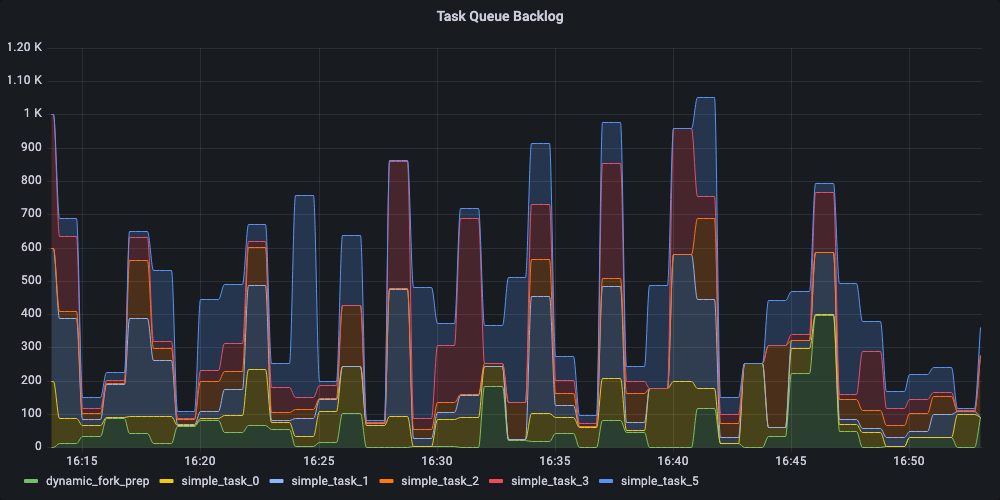 Task Queue Backlog
1.20 K
1.10 K
1 K
900
800
700
600
500
400
300
200
100
0
16:15 16:20 16:25 16:30 16:35 16:40 16:45 16:50
dynamic_fork_prep simple_task_0 simple_task_1 simple_task_2 simple_task_3 simple_task_5